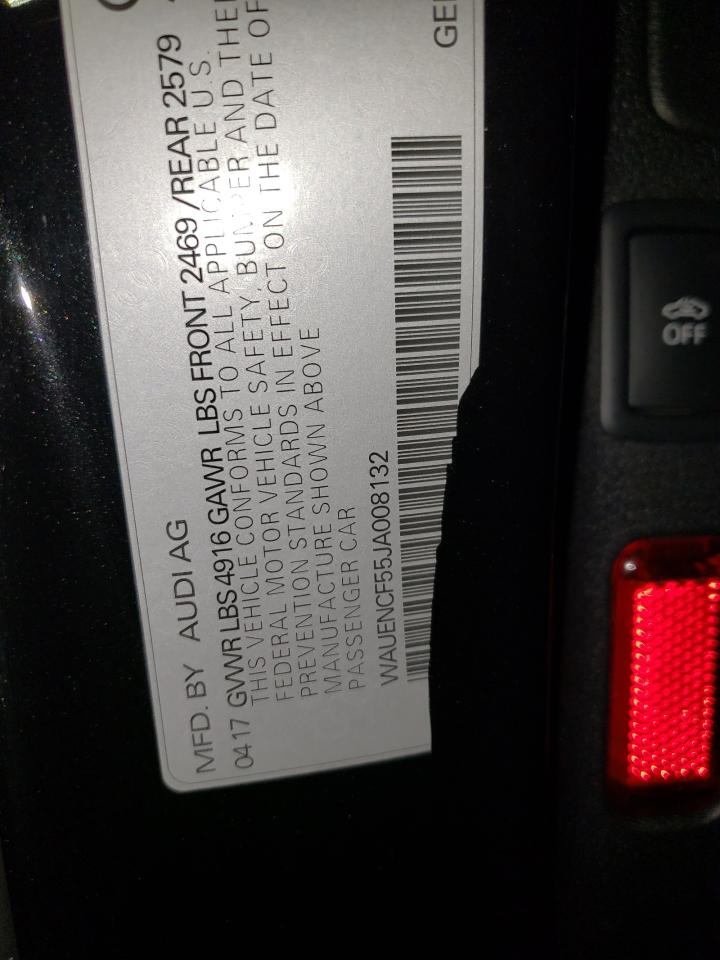 MFD. BY AUDI AG
0417 GVWR LBS 4916 GAWR LBS FRONT 2469 /REAR 2579
THIS VEHICLE CONFORMS TO ALL APPLICABLE U.S.
FEDERAL MOTOR VEHICLE SAFETY, BUMPER AND
PREVENTION STANDARDS IN EFFECT ON THE DATE OF
MANUFACTURE SHOWN ABOVE
PASSENGER CAR
WAUENCF55JA008132
OFF